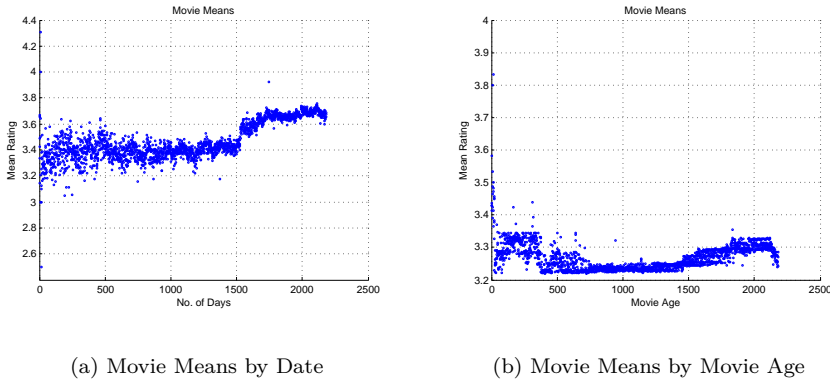 Movie Means
4.4
4.2
4
3.8
3.6
3.4
3.2
3
2.8
2.6
Mean Rating
0 500 1000 1500 2000 2500
No. of Days
(a) Movie Means by Date
Movie Means
4
3.9
3.8
3.7
3.6
3.5
3.4
3.3
3.2
Mean Rating
0 500 1000 1500 2000 2500
Movie Age
(b) Movie Means by Movie Age